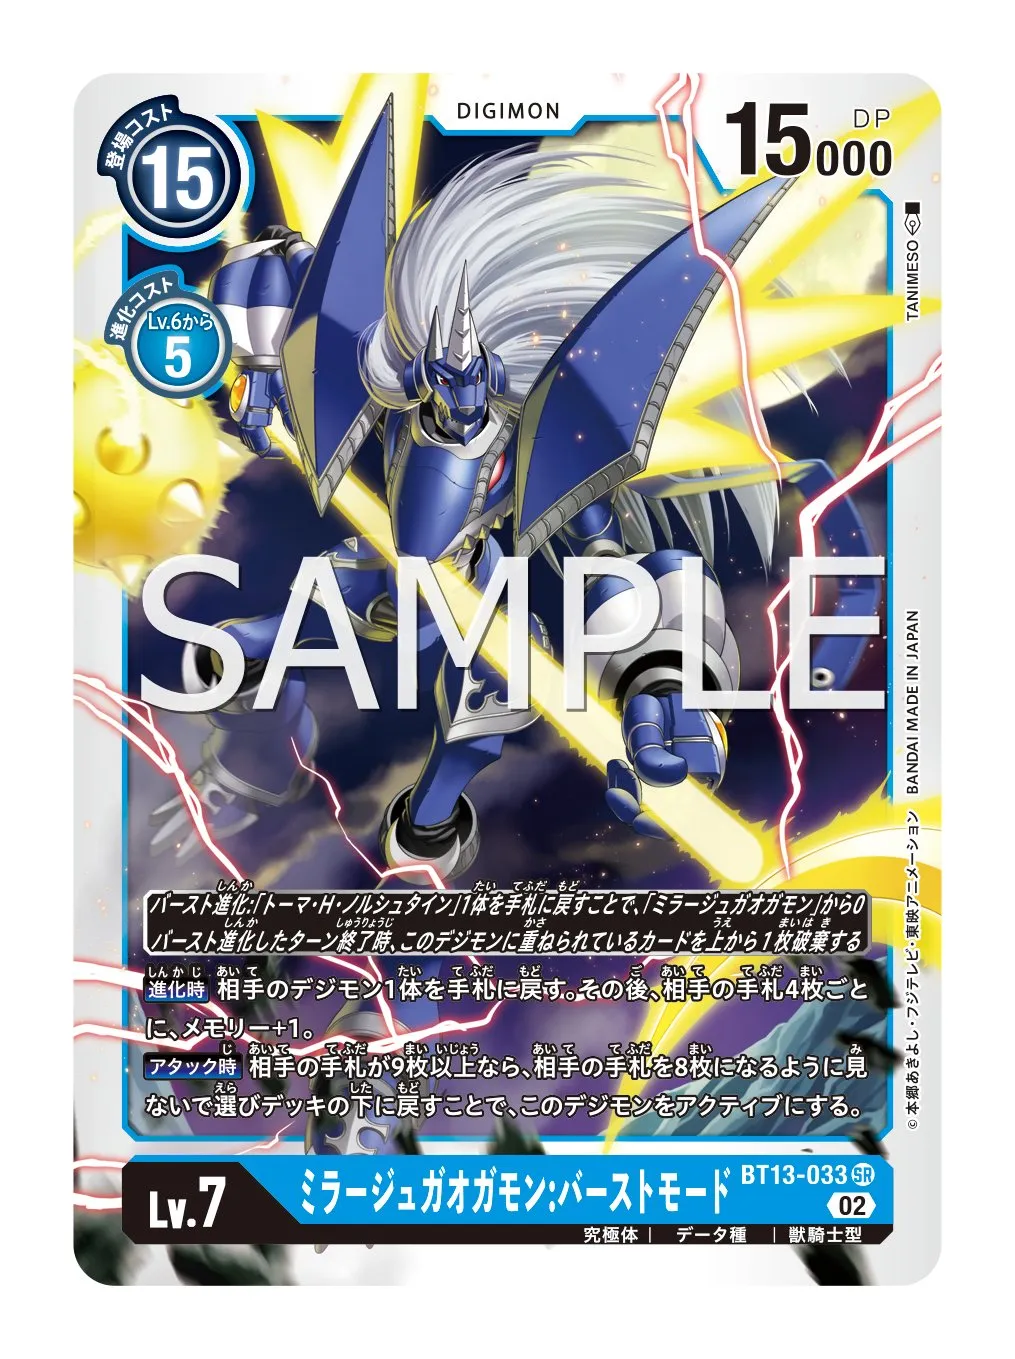 DIGIMON
登場コスト
15
15000
DP
進化コスト
Lv.6から
5
TANIMESO
SAMPLE
バースト進化:「トーマ・H・ノルシュタイン」1体を手札に戻すことで、「ミラージュガオガモン」から0
バースト進化したターン終了時、このデジモンに重ねられているカードを上から1枚破棄する
進化時 相手のデジモン1体を手札に戻す。その後、相手の手札4枚ごと
に、メモリー+1。
アタック時 相手の手札が9枚以上なら、相手の手札を8枚になるように見
ないで選びデッキの下に戻すことで、このデジモンをアクティブにする。
© 本郷あきよし・フジテレビ・東映アニメーション BANDAI MADE IN JAPAN
Lv.7
ミラージュガオガモン:バーストモード
BT13-033 SR
02
究極体 | データ種 | 獣騎士型